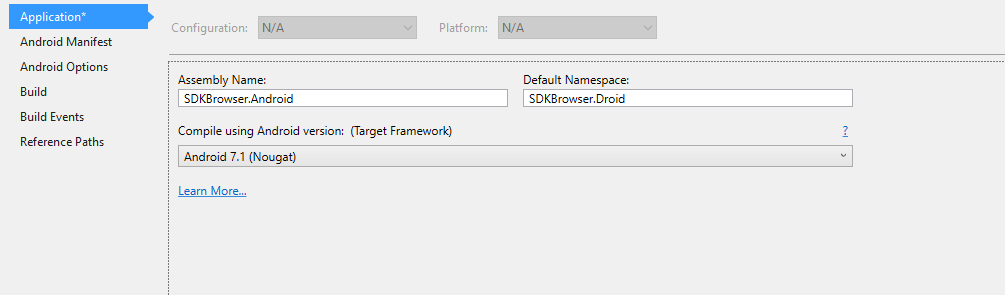 Application*
Android Manifest
Android Options
Build
Build Events
Reference Paths
Configuration: N/A Platform: N/A
Assembly Name: Default Namespace:
SDKBrowser.Android SDKBrowser.Droid
Compile using Android version: (Target Framework) ?
Android 7.1 (Nougat)
Learn More...